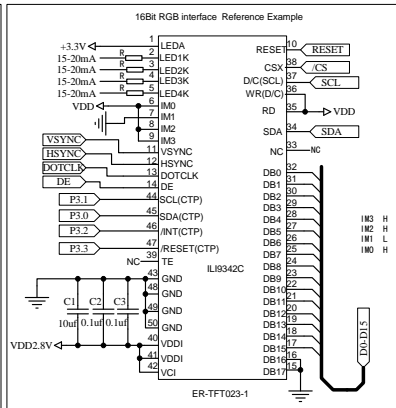 16Bit RGB interface Reference Example
+3.3V 1 LEDA
15-20mA R 2 LED1K
15-20mA R 3 LED2K
15-20mA R 4 LED3K
15-20mA R 5 LED4K
VDD 6 IM0
7 IM1
8 IM2
9 IM3
VSYNC 11 VSYNC
HSYNC 12 HSYNC
DOTCLK 13 DOTCLK
DE 14 DE
P3.1 44 SCL(CTP)
P3.0 45 SDA(CTP)
P3.2 46 /INT(CTP)
P3.3 47 /RESET(CTP)
NC 39 TE
43 GND
48 GND
49 GND
50 GND
C1 C2 C3
10uf 0.1uf 0.1uf
VDD2.8V 40 VDDI
41 VDDI
42 VCI
RESET 10 RESET
CSX 38 /CS
D/C(SCL) 37 SCL
WR(D/C) 36
RD 35 VDD
SDA 34 SDA
NC 33 NC
DB0 32
DB1 31
DB2 30
DB3 29
DB4 28
DB5 27
DB6 26
DB7 25
DB8 24
DB9 23
DB10 22
DB11 21
DB12 20
DB13 19
DB14 18
DB15 17
DB16 16
DB17 15
ILI9342C
IM3 H
IM2 H
IM1 L
IM0 H
D0-D15
ER-TFT023-1